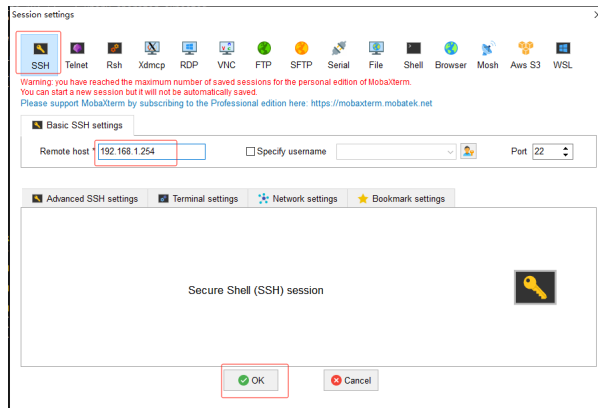 Session settings
SSH Telnet Rsh Xdmcp RDP VNC FTP SFTP Serial File Shell Browser Mosh Aws S3 WSL
Warning: you have reached the maximum number of saved sessions for the personal edition of MobaXterm.
You can start a new session but it will not be automatically saved.
Please support MobaXterm by subscribing to the Professional edition here: https://mobaxterm.mobatek.net
Basic SSH settings
Remote host * 192.168.1.254 Specify username Port 22
Advanced SSH settings Terminal settings Network settings Bookmark settings
Secure Shell (SSH) session
OK Cancel